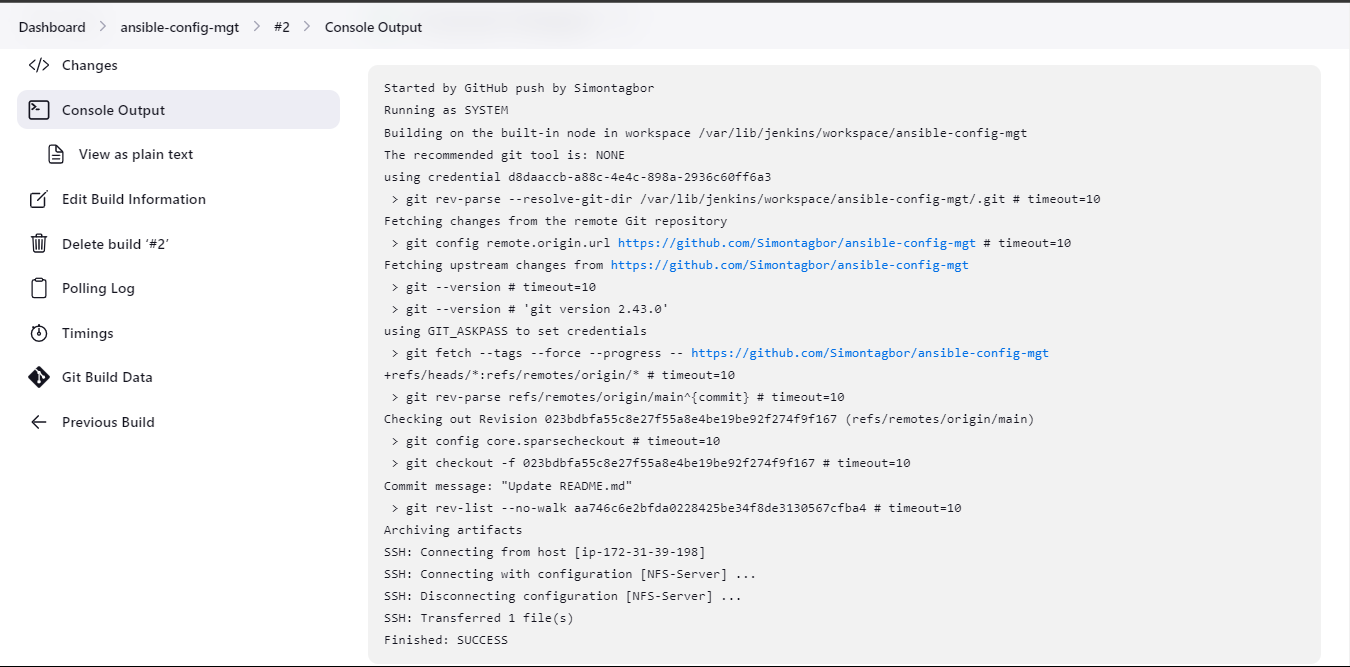 Dashboard > ansible-config-mgt > #2 > Console Output
Changes
Console Output
View as plain text
Edit Build Information
Delete build ‘#2’
Polling Log
Timings
Git Build Data
Previous Build
Started by GitHub push by Simontagbor
Running as SYSTEM
Building on the built-in node in workspace /var/lib/jenkins/workspace/ansible-config-mgt
The recommended git tool is: NONE
using credential d8daaccb-a88c-4e4c-898a-2936c60ff6a3
> git rev-parse --resolve-git-dir /var/lib/jenkins/workspace/ansible-config-mgt/.git # timeout=10
Fetching changes from the remote Git repository
> git config remote.origin.url https://github.com/Simontagbor/ansible-config-mgt # timeout=10
Fetching upstream changes from https://github.com/Simontagbor/ansible-config-mgt
> git --version # timeout=10
> git --version # 'git version 2.43.0'
using GIT_ASKPASS to set credentials
> git fetch --tags --force --progress -- https://github.com/Simontagbor/ansible-config-mgt
+refs/heads/*:refs/remotes/origin/* # timeout=10
> git rev-parse refs/remotes/origin/main^{commit} # timeout=10
Checking out Revision 023bdbfa55c8e27f55a8e4be19be92f274f9f167 (refs/remotes/origin/main)
> git config core.sparsecheckout # timeout=10
> git checkout -f 023bdbfa55c8e27f55a8e4be19be92f274f9f167 # timeout=10
Commit message: "Update README.md"
> git rev-list --no-walk aa746c6e2bfda0228425be34f8de3130567cfba4 # timeout=10
Archiving artifacts
SSH: Connecting from host [ip-172-31-39-198]
SSH: Connecting with configuration [NFS-Server] ...
SSH: Disconnecting configuration [NFS-Server] ...
SSH: Transferred 1 file(s)
Finished: SUCCESS